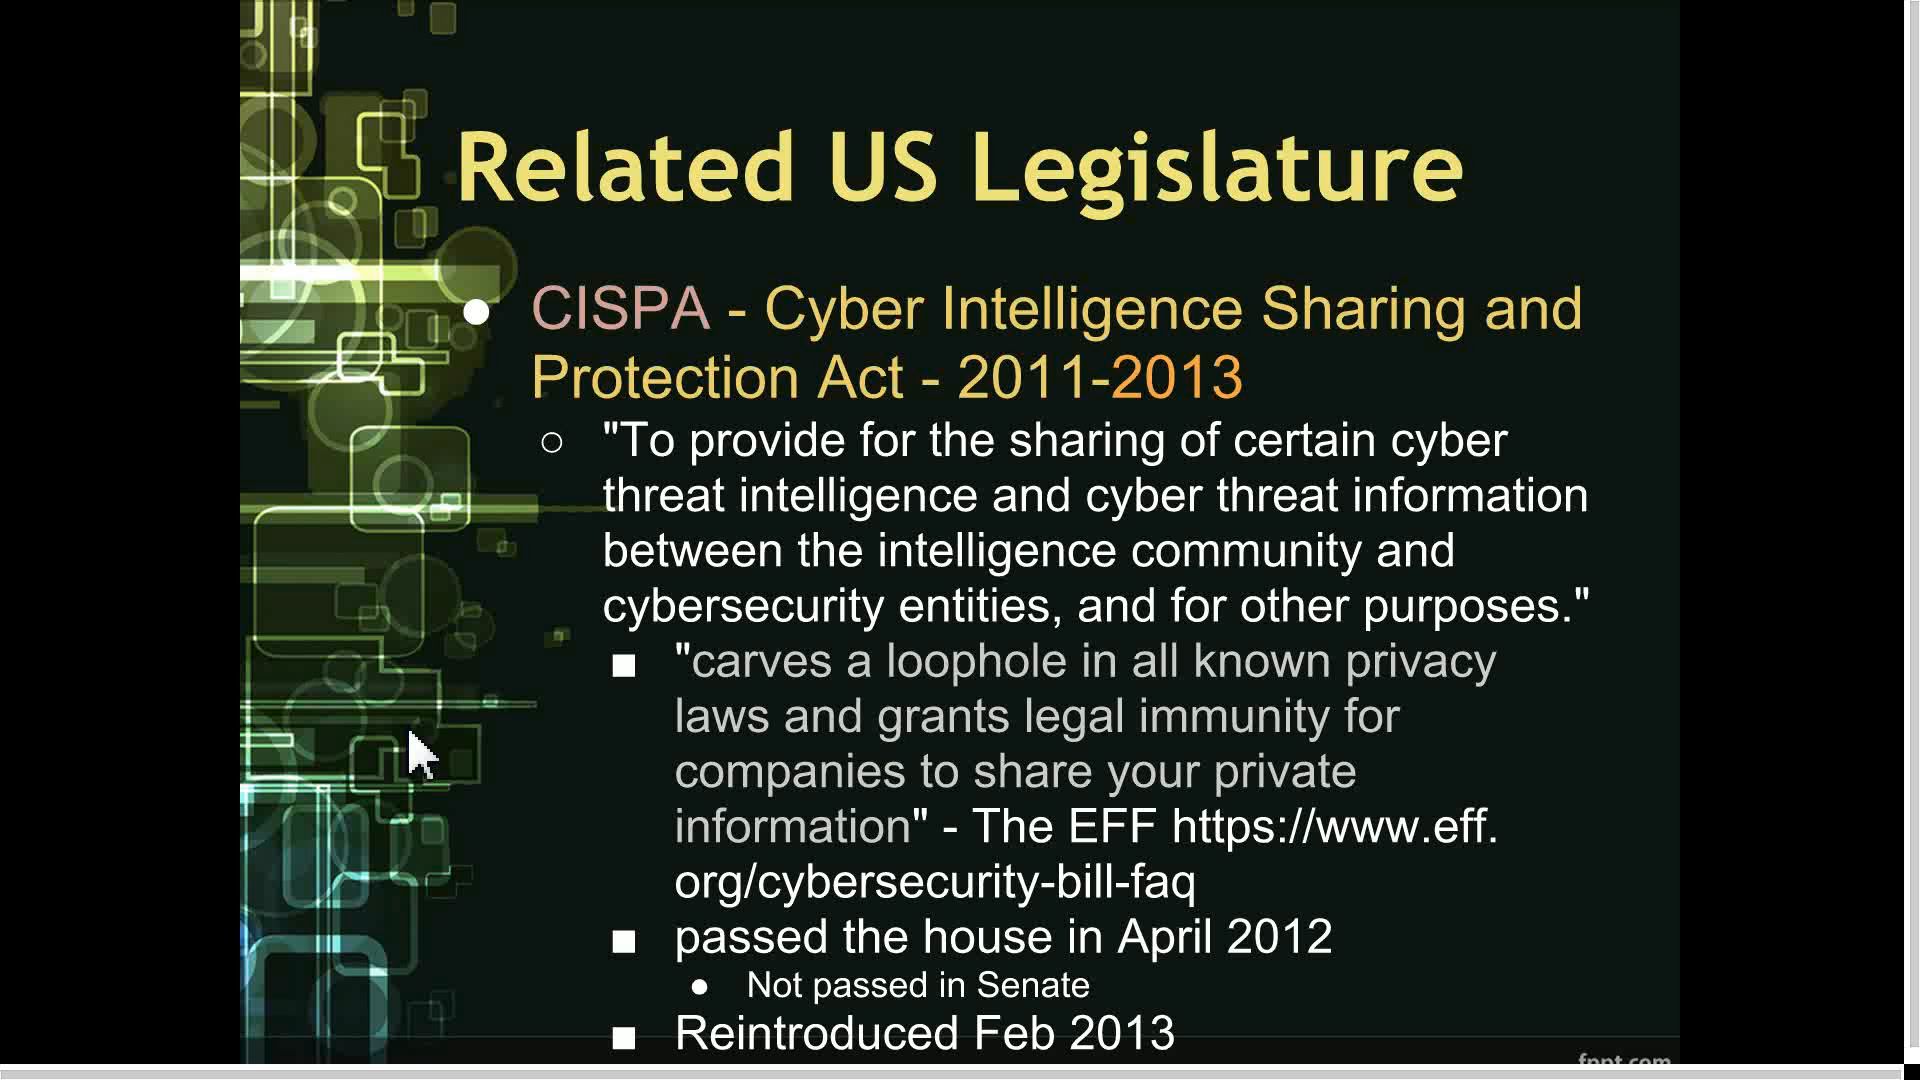 Related US Legislature
● CISPA - Cyber Intelligence Sharing and
Protection Act - 2011-2013
○ "To provide for the sharing of certain cyber
threat intelligence and cyber threat information
between the intelligence community and
cybersecurity entities, and for other purposes."
■ "carves a loophole in all known privacy
laws and grants legal immunity for
companies to share your private
information" - The EFF https://www.eff.
org/cybersecurity-bill-faq
■ passed the house in April 2012
● Not passed in Senate
■ Reintroduced Feb 2013
fppt.com